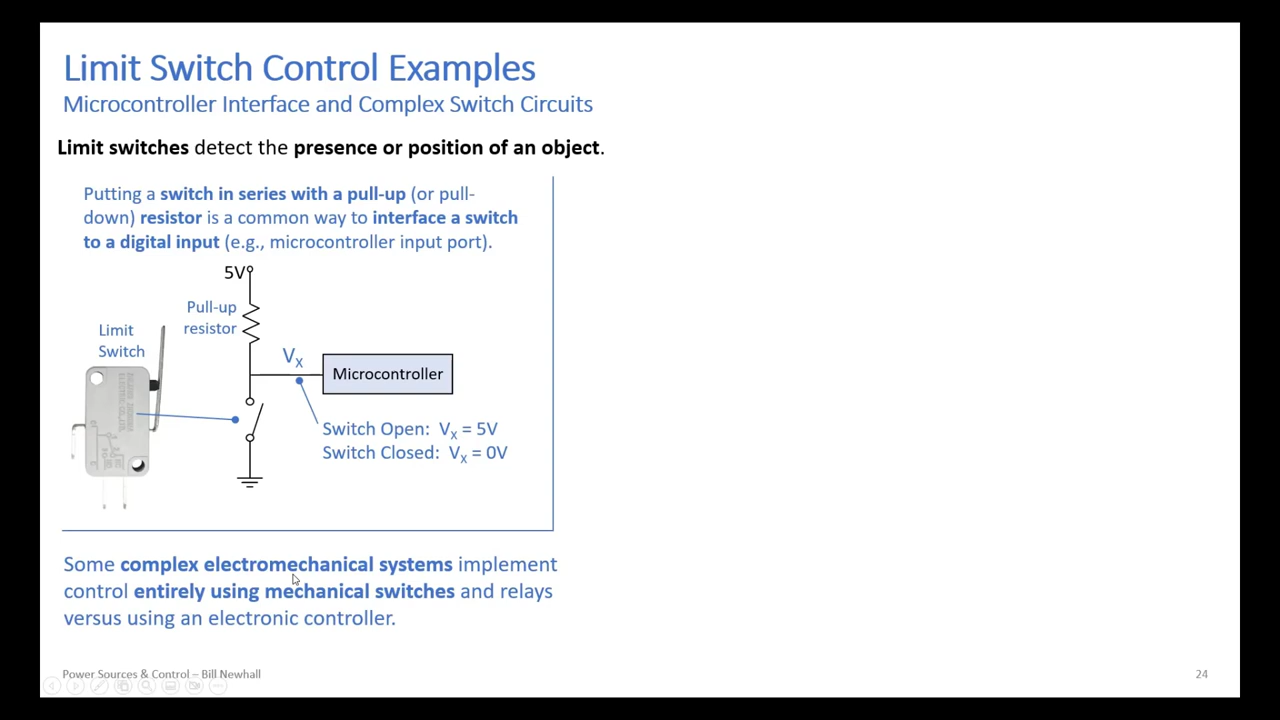 Limit Switch Control Examples
Microcontroller Interface and Complex Switch Circuits
Limit switches detect the presence or position of an object.
Putting a switch in series with a pull-up (or pull-
down) resistor is a common way to interface a switch
to a digital input (e.g., microcontroller input port).
5V
Pull-up
resistor
Limit
Switch
VX
Microcontroller
Switch Open: VX = 5V
Switch Closed: VX = 0V
Some complex electromechanical systems implement
control entirely using mechanical switches and relays
versus using an electronic controller.
Power Sources & Control – Bill Newhall
24